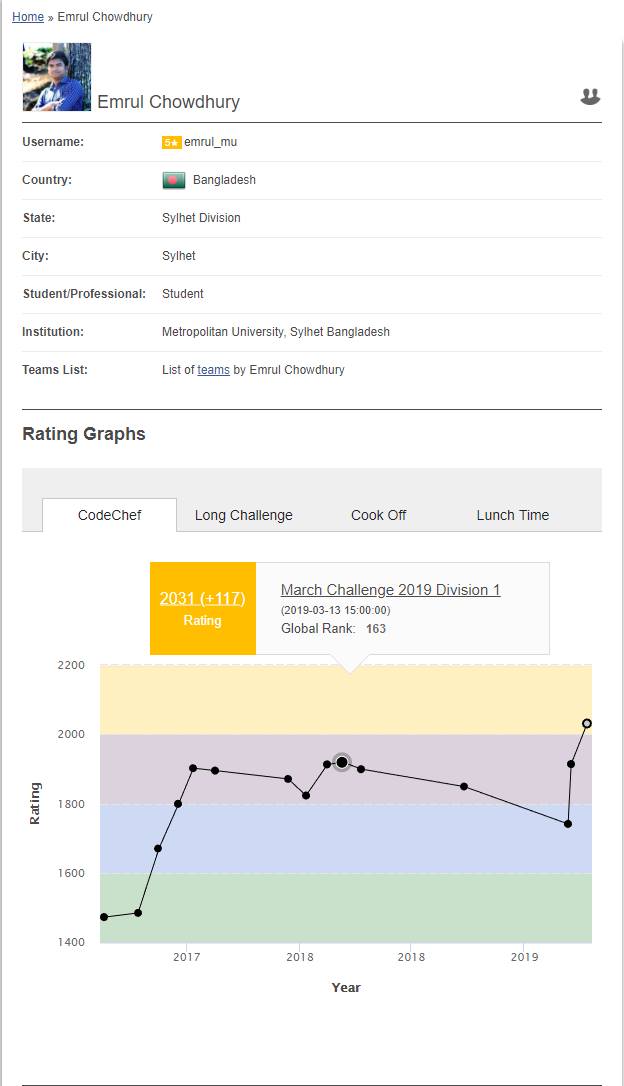 Home » Emrul Chowdhury
Emrul Chowdhury
Username: 5★ emrul_mu
Country: Bangladesh
State: Sylhet Division
City: Sylhet
Student/Professional: Student
Institution: Metropolitan University, Sylhet Bangladesh
Teams List: List of teams by Emrul Chowdhury
Rating Graphs
CodeChef Long Challenge Cook Off Lunch Time
2031 (+117)
Rating
March Challenge 2019 Division 1
(2019-03-13 15:00:00)
Global Rank: 163
2200
2000
1800
1600
1400
Rating
2017 2018 2018 2019
Year